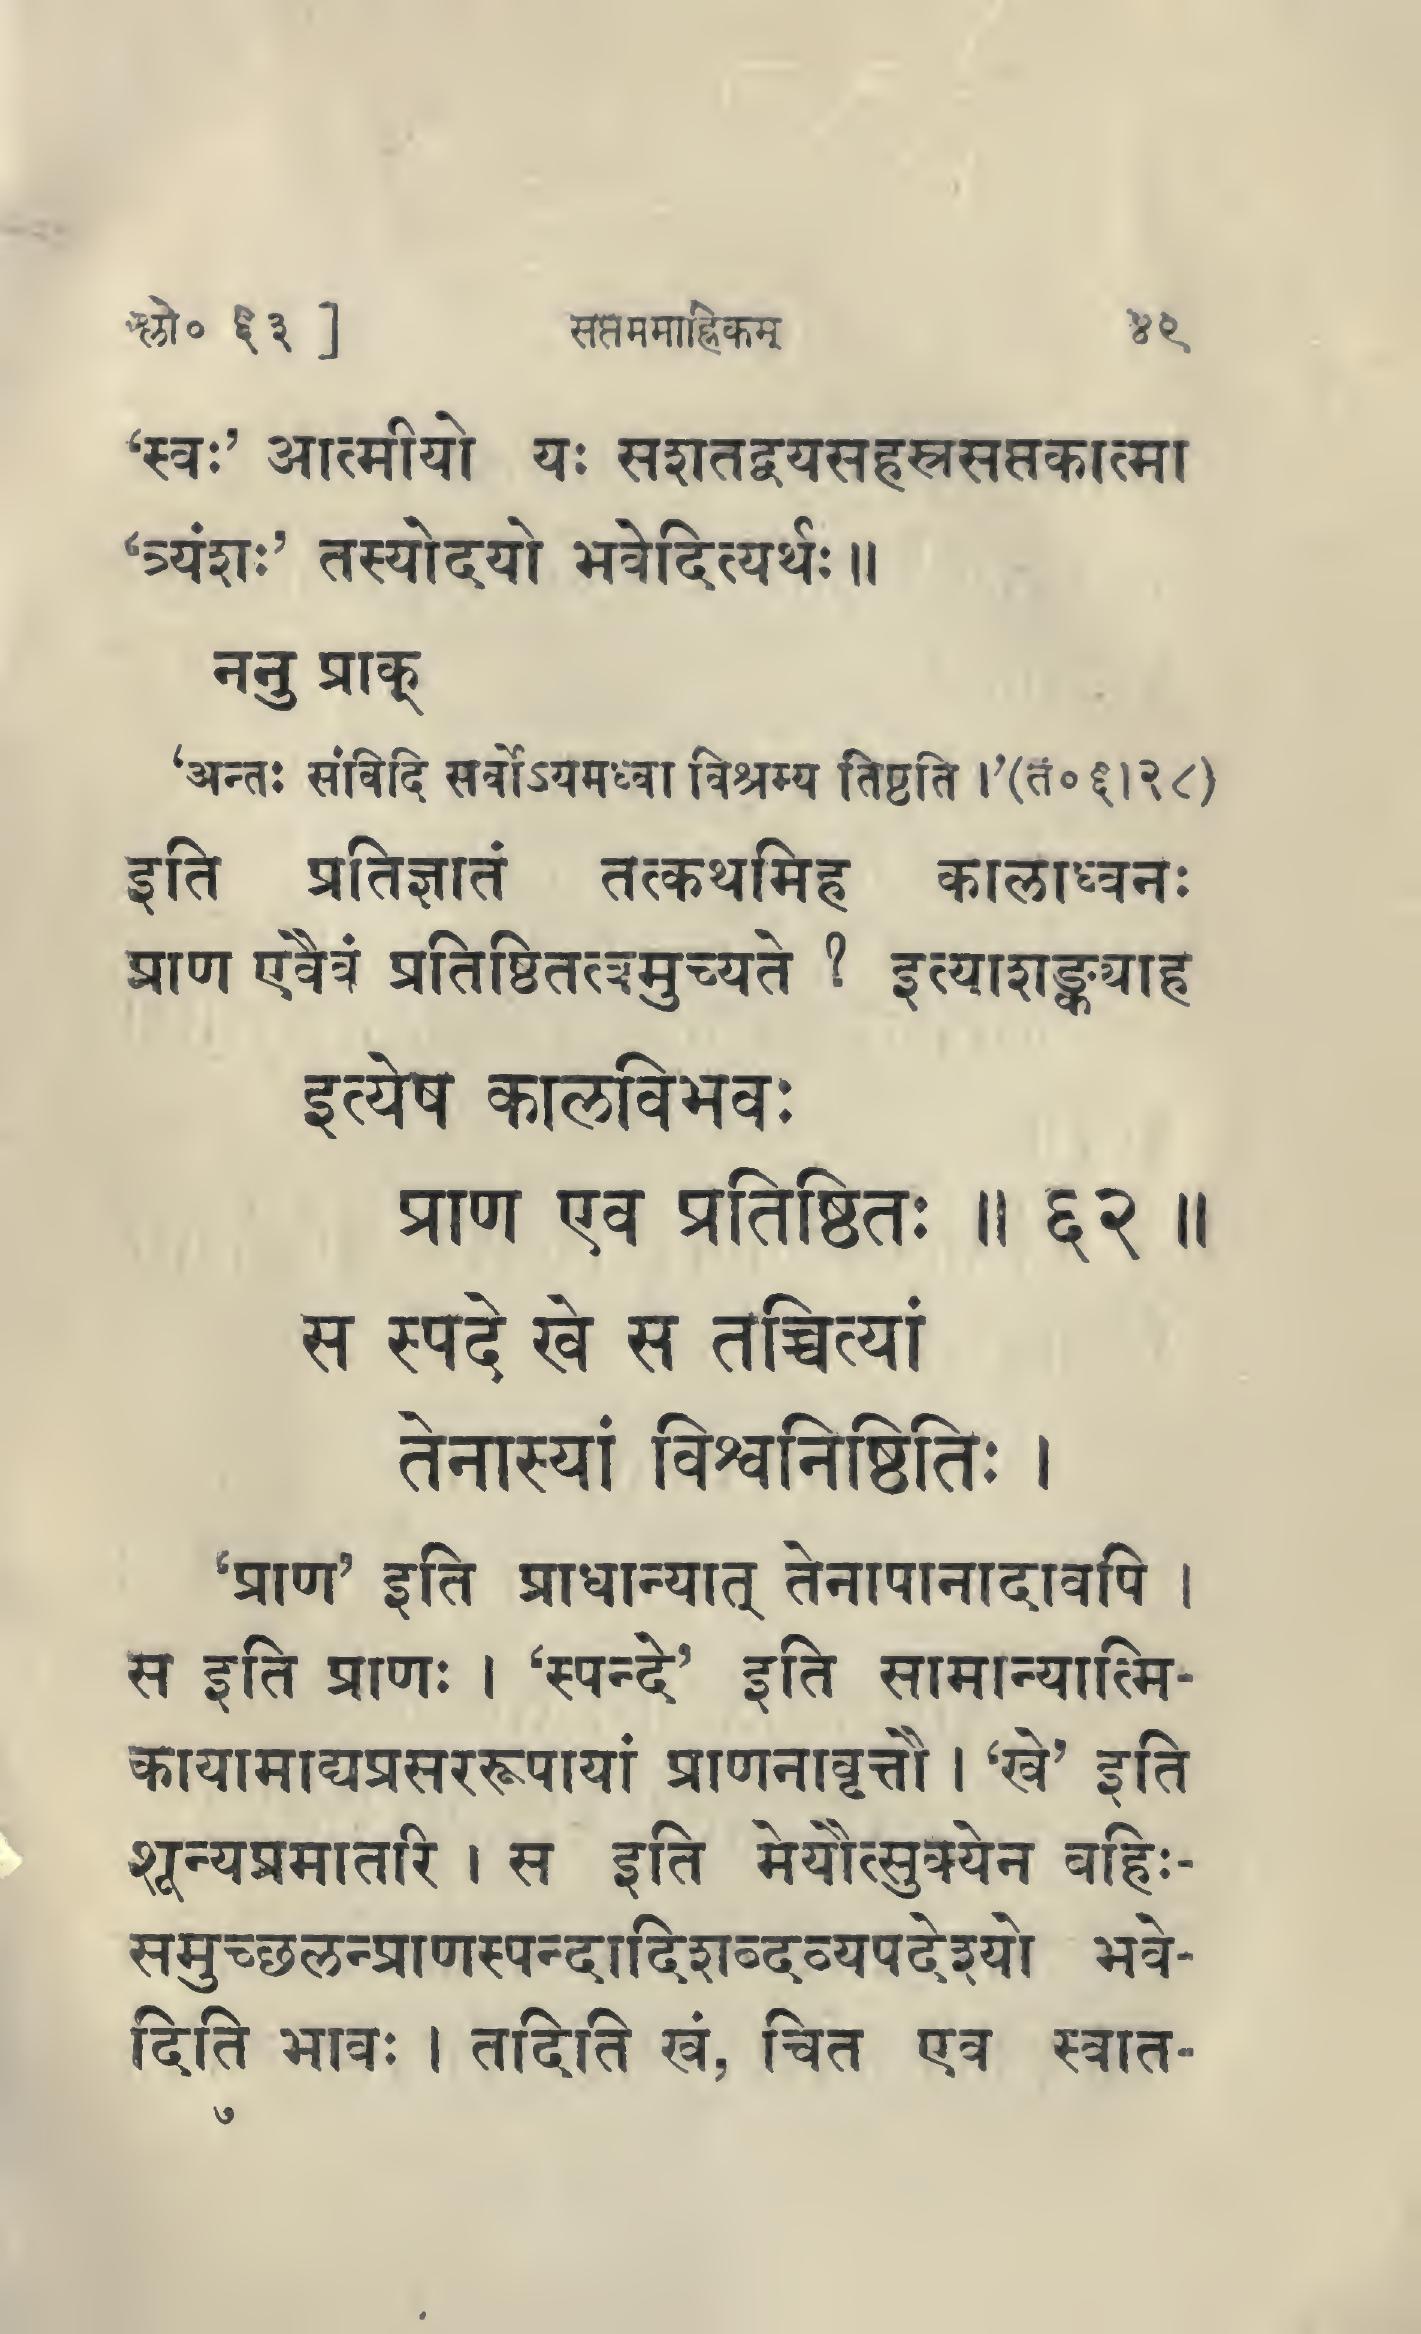 श्लो० ६३ ] सप्तममाह्निकम् ४९
‘स्वः’ आत्मीयो यः सशतद्वयसहस्रसप्तकात्मा
‘त्र्यंशः’ तस्योदयो भवेदित्यर्थः॥
ननु प्राक्
‘अन्तः संविदि सर्वोऽयमध्वा विश्रम्य तिष्ठति ।’(तं० ६।२८)
इति प्रतिज्ञातं तत्कथमिह कालाध्वनः
प्राण एवैवं प्रतिष्ठितत्वमुच्यते ? इत्याशङ्क्याह
इत्येष कालविभवः
प्राण एव प्रतिष्ठितः ॥ ६२ ॥
स स्पदे खे स तच्चित्यां
तेनास्यां विश्वनिष्ठितिः ।
‘प्राण’ इति प्राधान्यात् तेनापानादावपि ।
स इति प्राणः । ‘स्पन्दे’ इति सामान्यात्मि-
कायामाद्यप्रसररूपायां प्राणनावृत्तौ । ‘खे’ इति
शून्यप्रमातरि । स इति मेयौत्सुक्येन बहिः-
समुच्छलन्प्राणस्पन्दादिशब्दव्यपदेश्यो भवे-
दिति भावः । तदिति खं, चित एव स्वात-
७